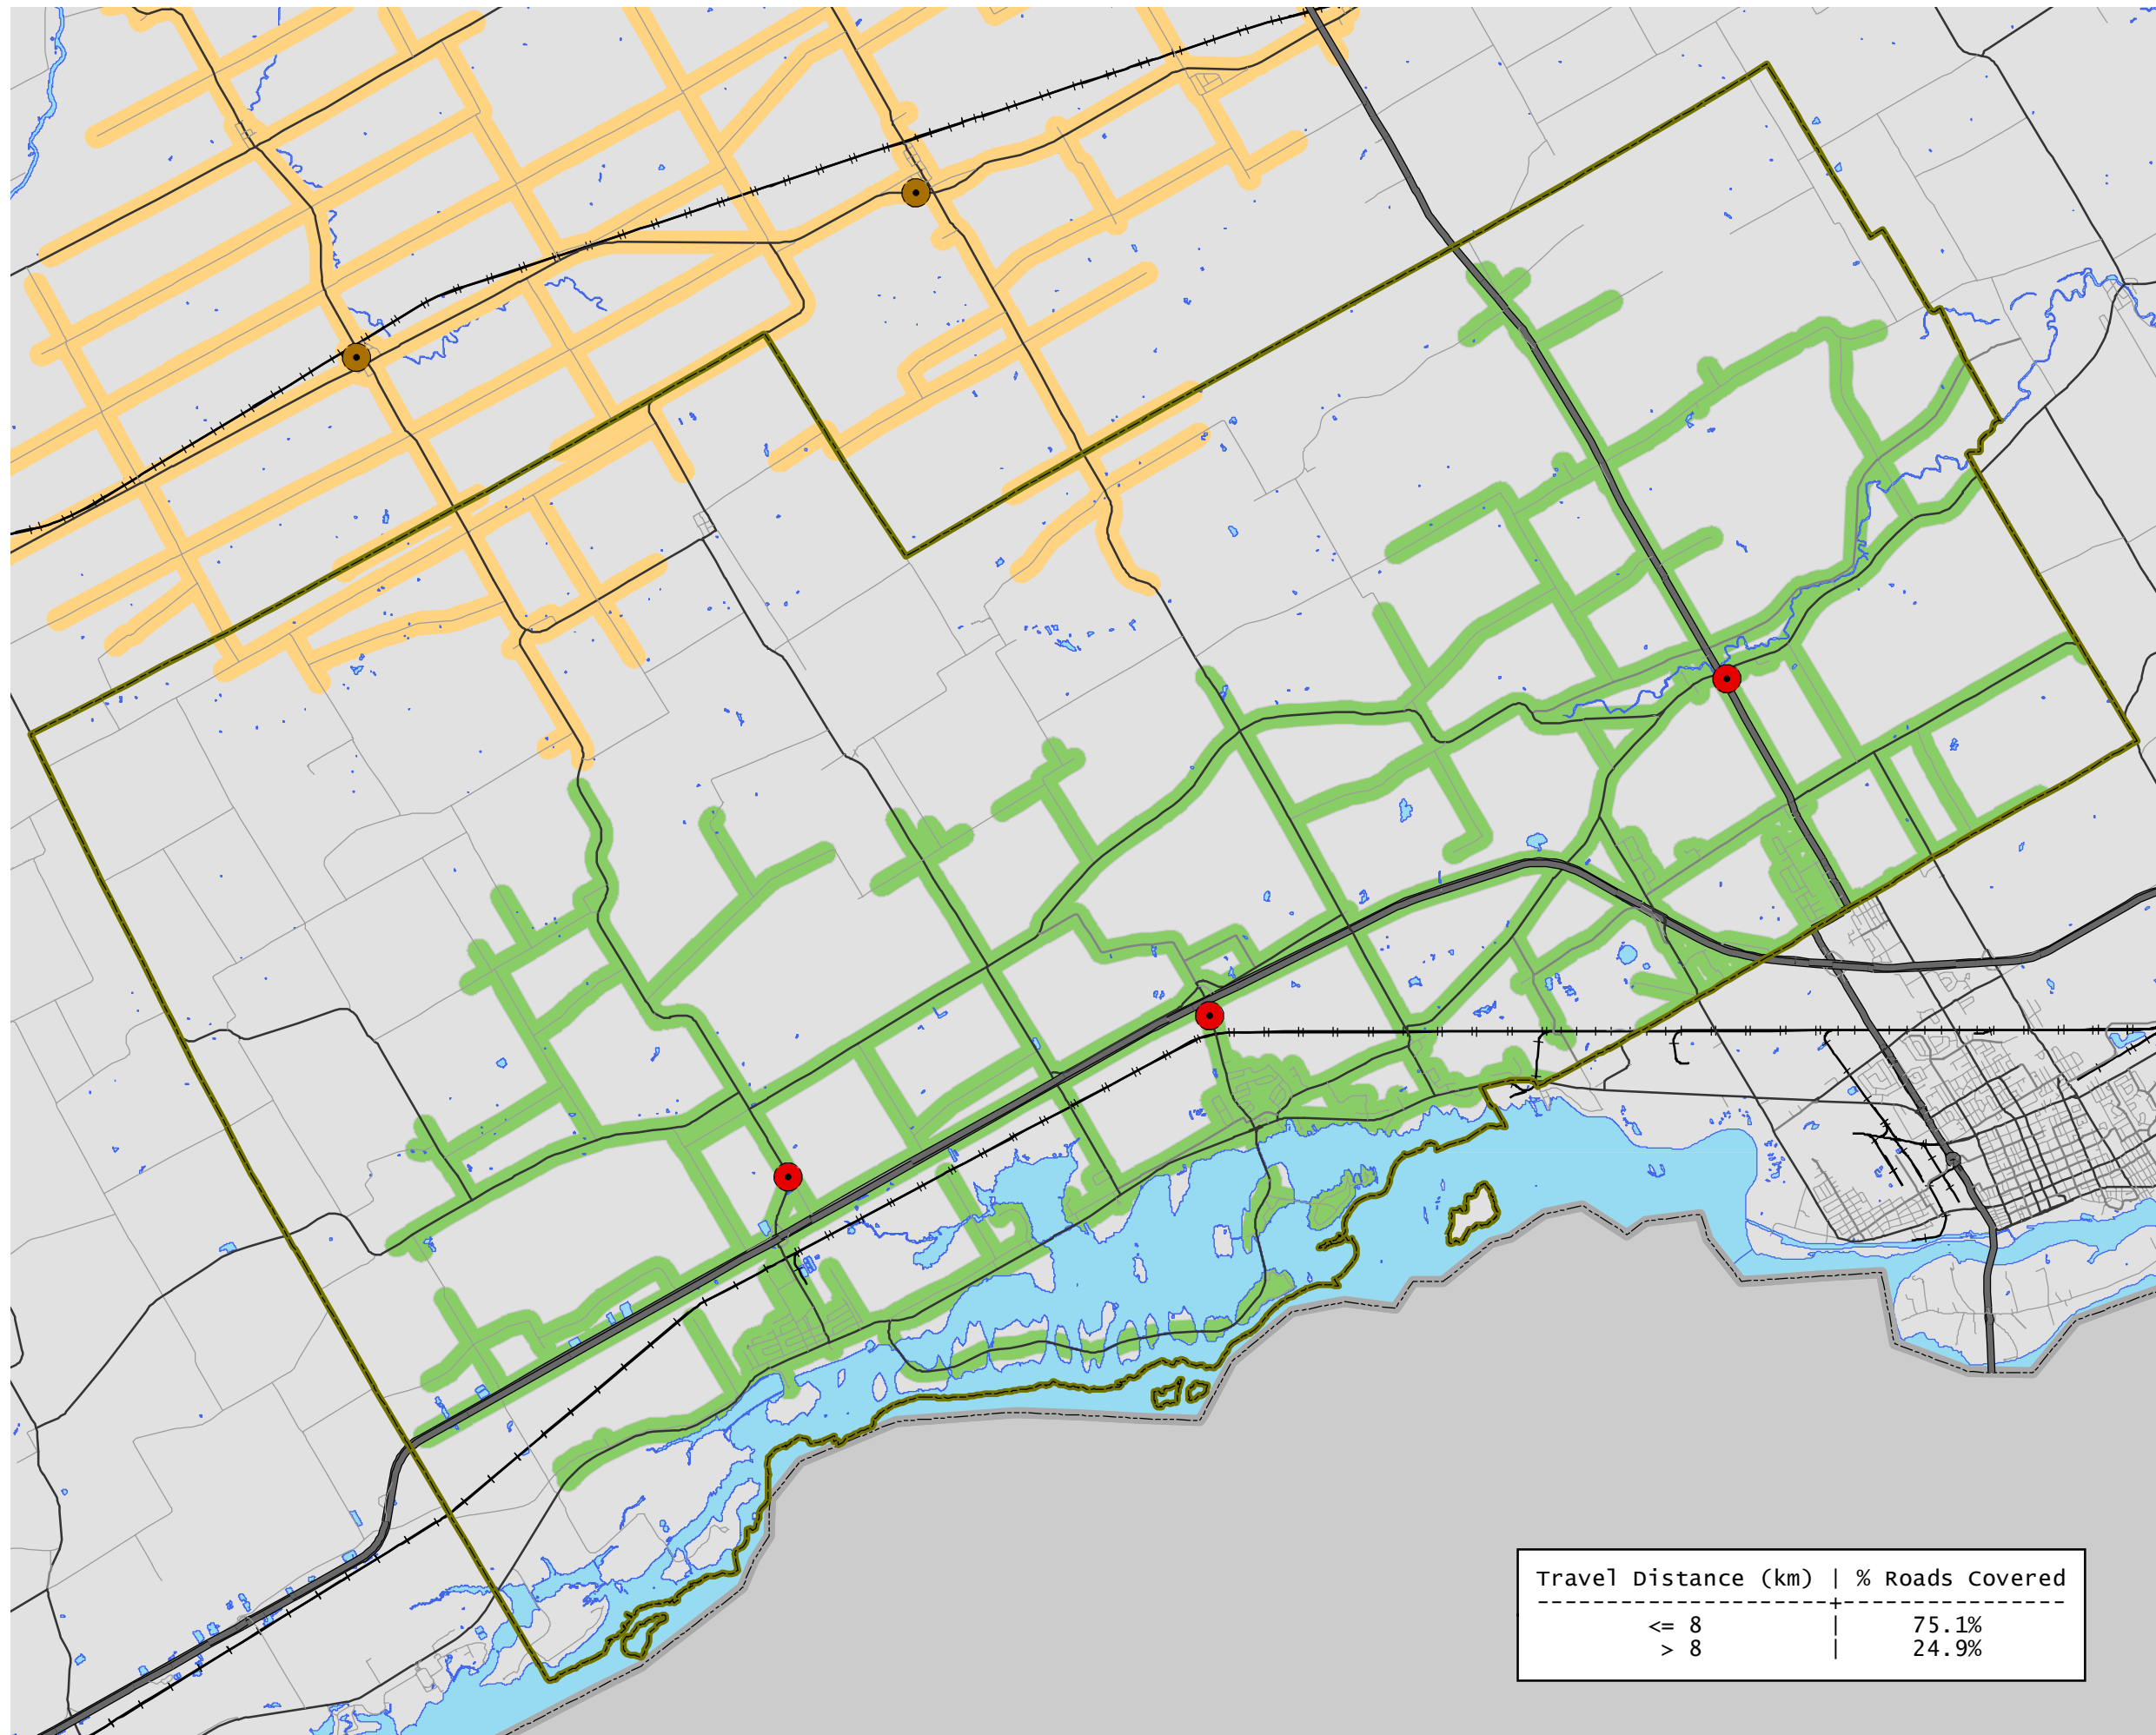 Travel Distance (km) | % Roads Covered
---------------------+----------------
<= 8 | 75.1%
> 8 | 24.9%